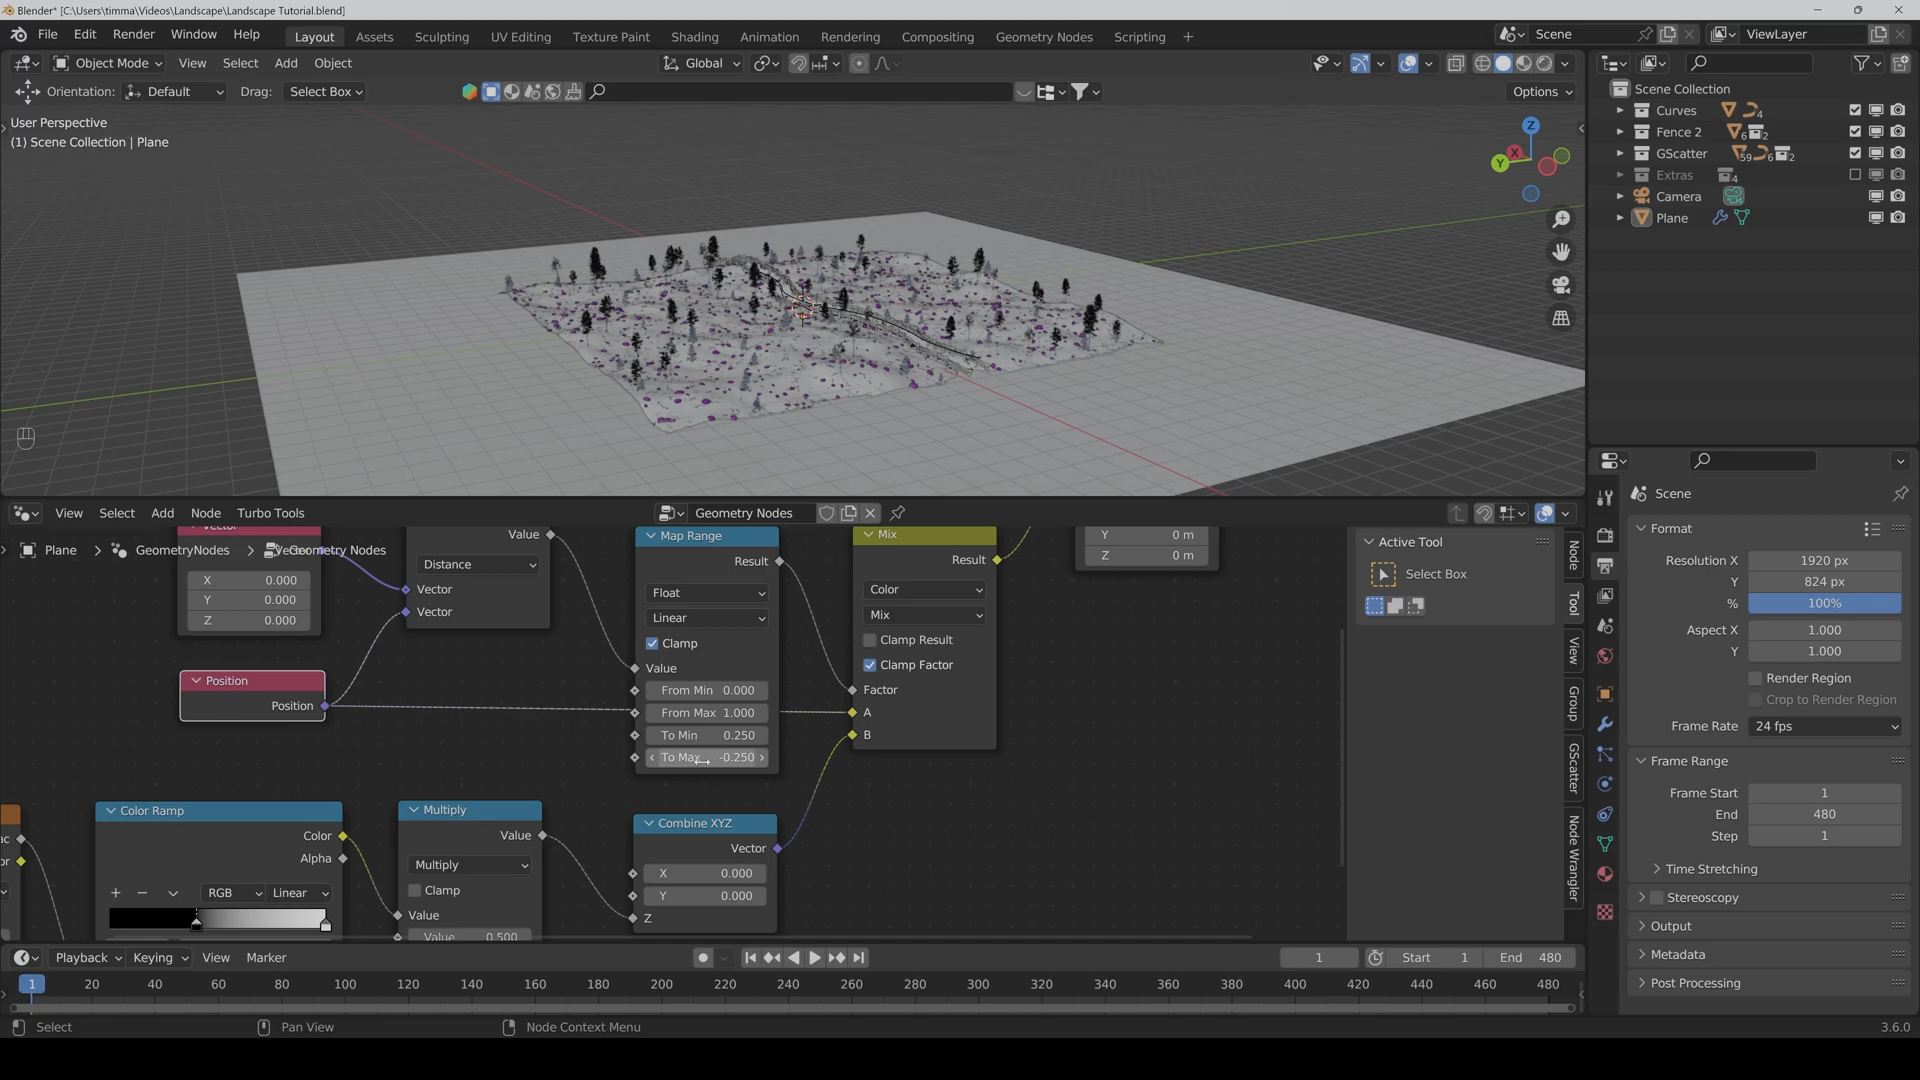 Blender* [C:\Users\timma\Videos\Landscape\Landscape Tutorial.blend]
File Edit Render Window Help Layout Assets Sculpting UV Editing Texture Paint Shading Animation Rendering Compositing Geometry Nodes Scripting + Scene ViewLayer
Object Mode View Select Add Object Global
Orientation: Default Drag: Select Box Options
User Perspective
(1) Scene Collection | Plane
Z
X
Y
Scene Collection
Curves 4
Fence 2 6 2
GScatter 59 6 2
Extras 4
Camera
Plane
View Select Add Node Turbo Tools Geometry Nodes
Plane > GeometryNodes > Geometry Nodes
X 0.000
Y 0.000
Z 0.000
Value
Distance
Vector
Vector
Position
Position
Map Range
Result
Float
Linear
Clamp
Value
From Min 0.000
From Max 1.000
To Min 0.250
To Max -0.250
Mix
Result
Color
Mix
Clamp Result
Clamp Factor
Factor
A
B
Y 0 m
Z 0 m
Color Ramp
Color
Alpha
+ − RGB Linear
Multiply
Value
Multiply
Clamp
Value
Value 0.500
Combine XYZ
Vector
X 0.000
Y 0.000
Z
Active Tool
Select Box
Node
Tool
View
Group
GScatter
Node Wrangler
Scene
Format
Resolution X 1920 px
Y 824 px
% 100%
Aspect X 1.000
Y 1.000
Render Region
Crop to Render Region
Frame Rate 24 fps
Frame Range
Frame Start 1
End 480
Step 1
Time Stretching
Stereoscopy
Output
Metadata
Post Processing
Playback Keying View Marker 1 Start 1 End 480
1 20 40 60 80 100 120 140 160 180 200 220 240 260 280 300 320 340 360 380 400 420 440 460 480
Select Pan View Node Context Menu 3.6.0